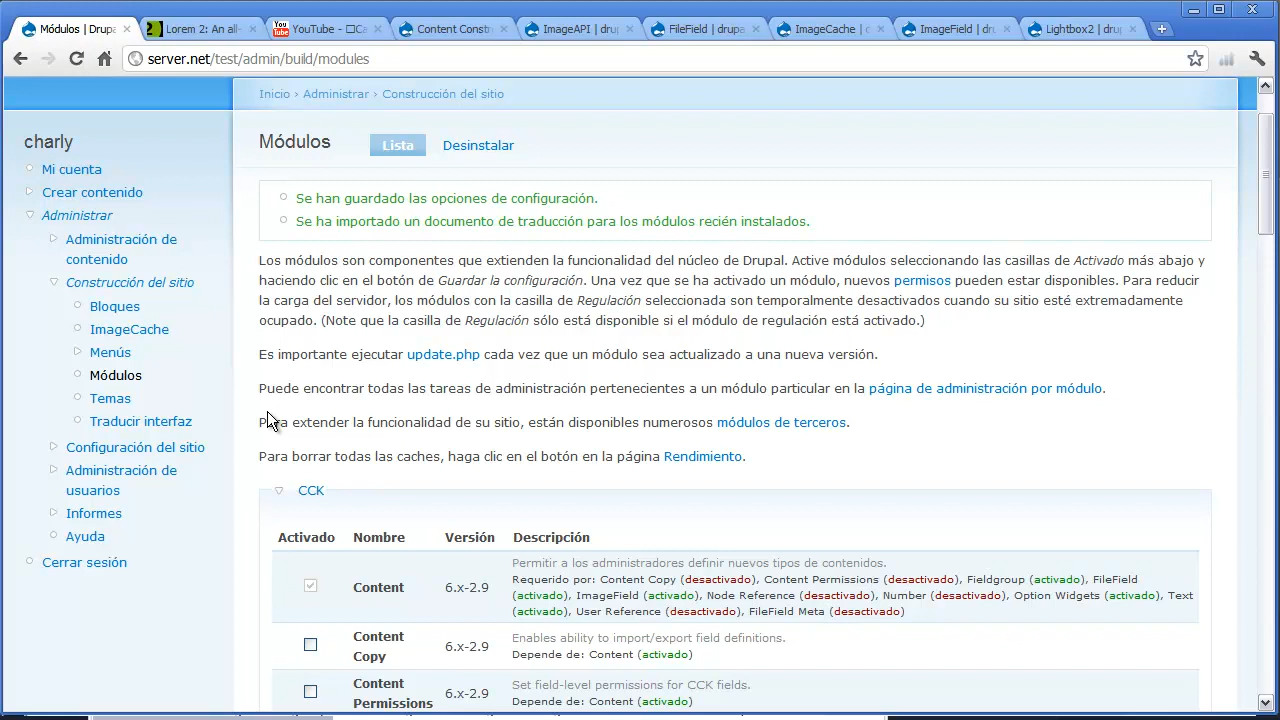 Módulos | Drupa
Lorem 2: An all-
YouTube - Ca
Content Constr
ImageAPI | drup
FileField | drupa
ImageCache | d
ImageField | dru
Lightbox2 | drup
server.net/test/admin/build/modules
Inicio › Administrar › Construcción del sitio
charly
Mi cuenta
Crear contenido
Administrar
Administración de
contenido
Construcción del sitio
Bloques
ImageCache
Menús
Módulos
Temas
Traducir interfaz
Configuración del sitio
Administración de
usuarios
Informes
Ayuda
Cerrar sesión
Módulos
Lista
Desinstalar
Se han guardado las opciones de configuración.
Se ha importado un documento de traducción para los módulos recién instalados.
Los módulos son componentes que extienden la funcionalidad del núcleo de Drupal. Active módulos seleccionando las casillas de Activado más abajo y
haciendo clic en el botón de Guardar la configuración. Una vez que se ha activado un módulo, nuevos permisos pueden estar disponibles. Para reducir
la carga del servidor, los módulos con la casilla de Regulación seleccionada son temporalmente desactivados cuando su sitio esté extremadamente
ocupado. (Note que la casilla de Regulación sólo está disponible si el módulo de regulación está activado.)
Es importante ejecutar update.php cada vez que un módulo sea actualizado a una nueva versión.
Puede encontrar todas las tareas de administración pertenecientes a un módulo particular en la página de administración por módulo.
Para extender la funcionalidad de su sitio, están disponibles numerosos módulos de terceros.
Para borrar todas las caches, haga clic en el botón en la página Rendimiento.
CCK
Activado Nombre Versión Descripción
Content
6.x-2.9
Permitir a los administradores definir nuevos tipos de contenidos.
Requerido por: Content Copy (desactivado), Content Permissions (desactivado), Fieldgroup (activado), FileField
(activado), ImageField (activado), Node Reference (desactivado), Number (desactivado), Option Widgets (activado), Text
(activado), User Reference (desactivado), FileField Meta (desactivado)
Content
Copy
6.x-2.9
Enables ability to import/export field definitions.
Depende de: Content (activado)
Content
Permissions
6.x-2.9
Set field-level permissions for CCK fields.
Depende de: Content (activado)